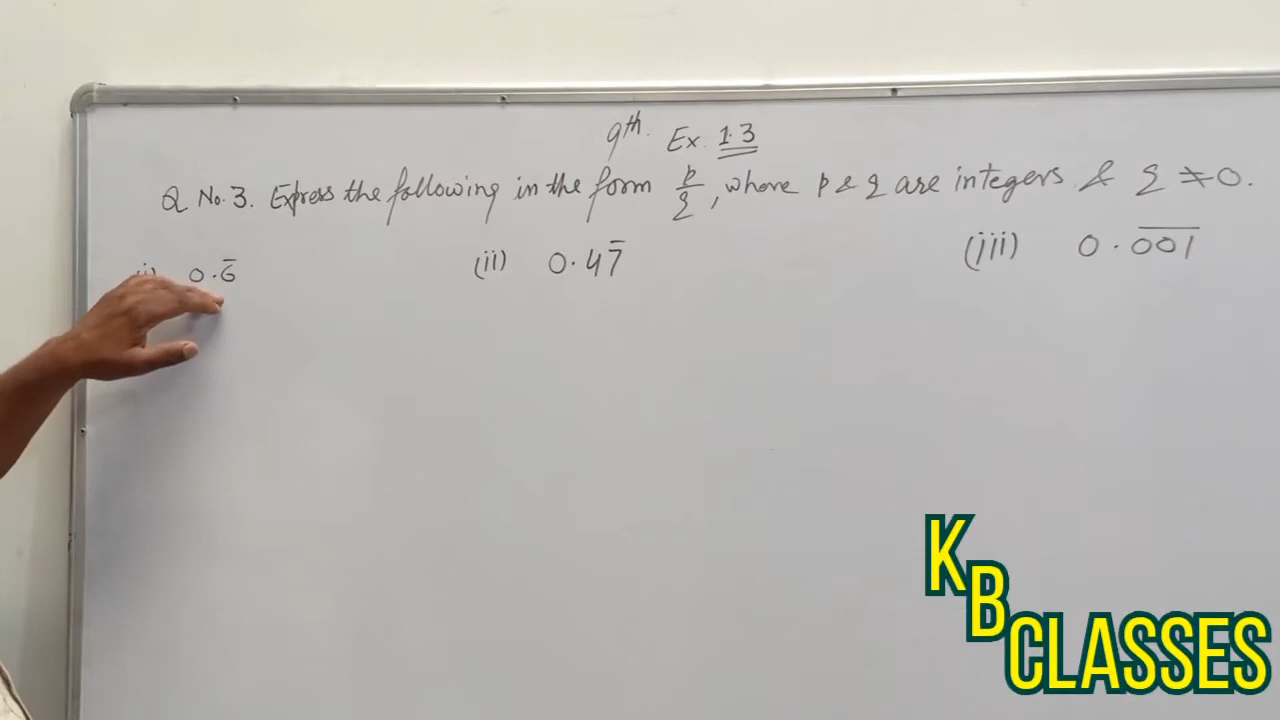 9th. Ex. 1.3
Q No. 3. Express the following in the form p/q, where p & q are integers & q ≠ 0.
(i) 0.6̅ (ii) 0.47̅ (iii) 0.0̅0̅1̅
K
B
CLASSES